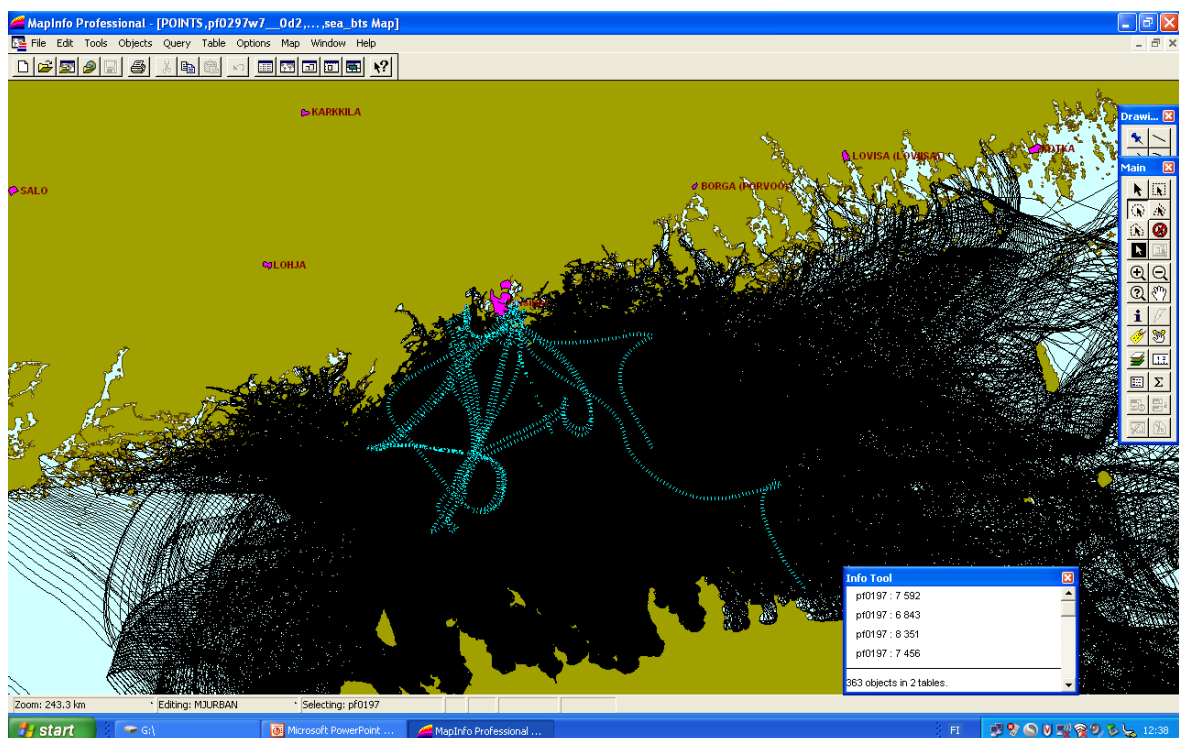 MapInfo Professional - [POINTS,pf0297w7__0d2,...,sea_bts Map]
File Edit Tools Objects Query Table Options Map Window Help
KARKKILA
LOVISA (LOVIISA)
SALO
BORGA (PORVOO)
LOHJA
Drawi...
Main
Info Tool
pf0197 : 7 592
pf0197 : 6 843
pf0197 : 8 351
pf0197 : 7 456
363 objects in 2 tables.
Zoom: 243.3 km
Editing: MJURBAN
Selecting: pf0197
start
G:\
Microsoft PowerPoint ...
MapInfo Professional ...
FI
12:38